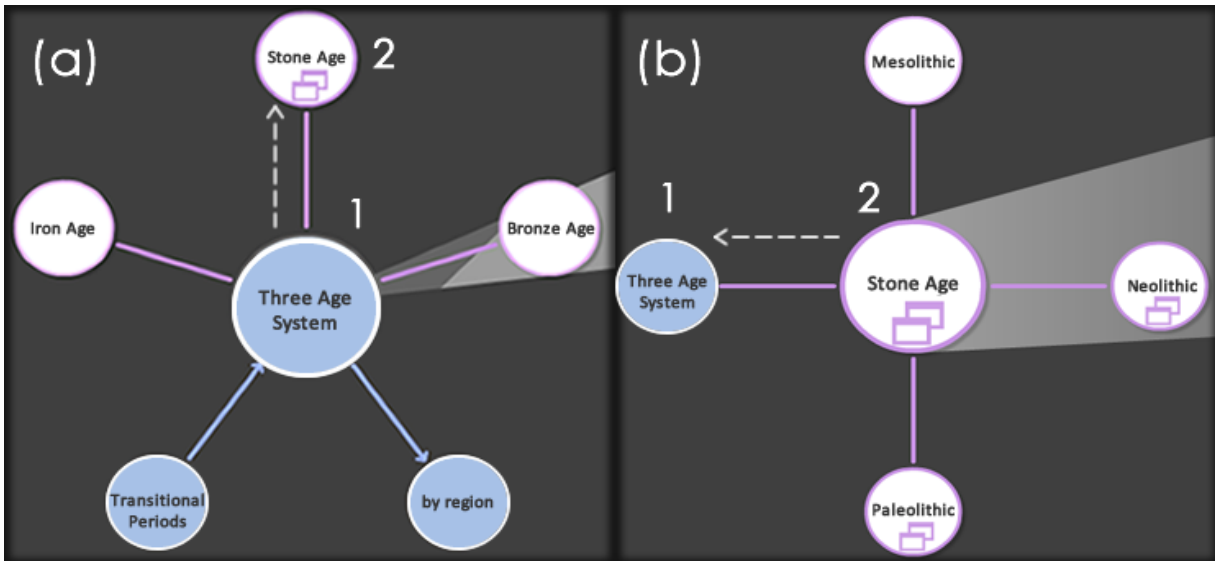 (a)
Stone Age
2
Iron Age
1
Bronze Age
Three Age
System
Transitional
Periods
by region
(b)
Mesolithic
1
2
Three Age
System
Stone Age
Neolithic
Paleolithic